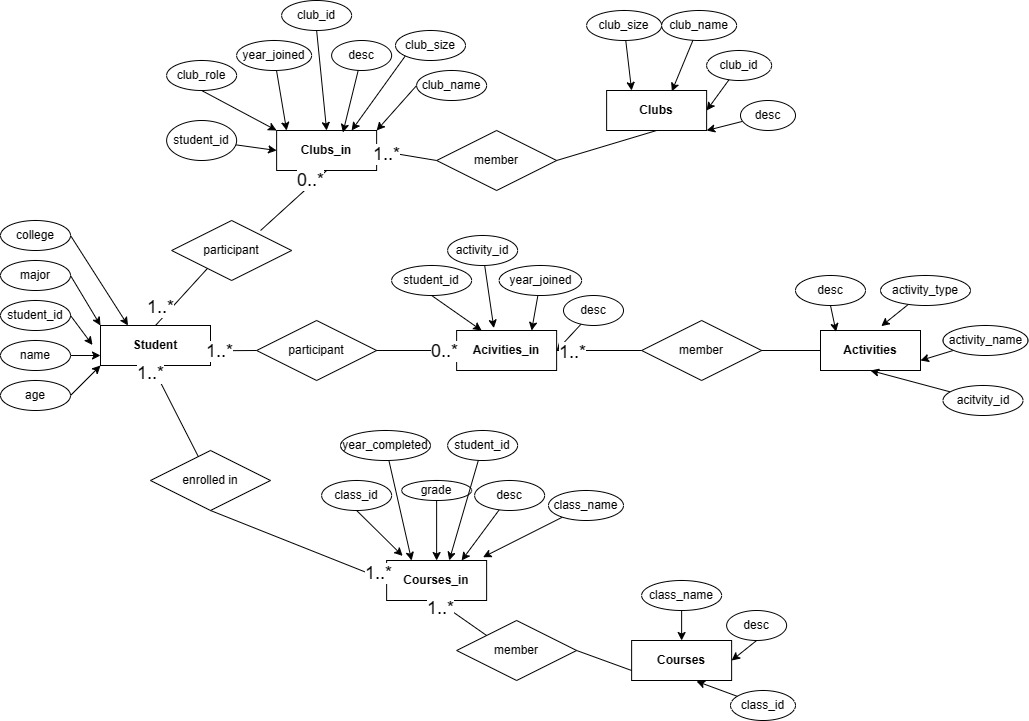 club_id
club_size
club_name
year_joined
desc
club_size
club_role
club_name
club_id
Clubs
desc
student_id
Clubs_in
1..*
member
0..*
college
participant
activity_id
major
student_id
year_joined
desc
activity_type
1..*
desc
student_id
Student
1..*
participant
0..*
Acivities_in
1..*
member
Activities
activity_name
name
1..*
age
acitvity_id
year_completed
student_id
enrolled in
class_id
grade
desc
class_name
1..*
Courses_in
1..*
class_name
desc
member
Courses
class_id